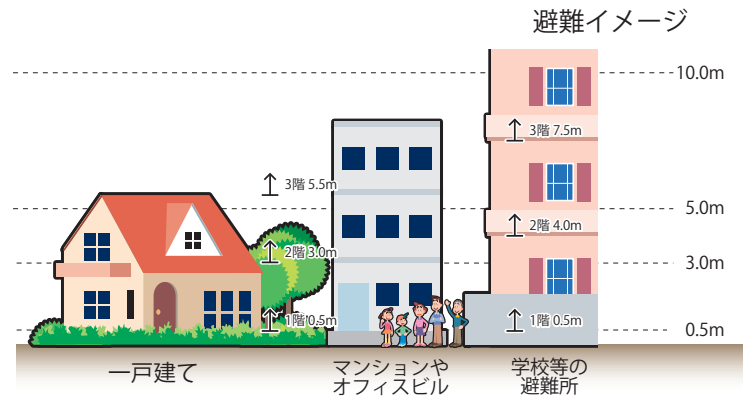 避難イメージ
10.0m
3階 7.5m
3階 5.5m
5.0m
2階 4.0m
2階 3.0m
3.0m
1階 0.5m
1階 0.5m
0.5m
一戸建て
マンションや
オフィスビル
学校等の
避難所